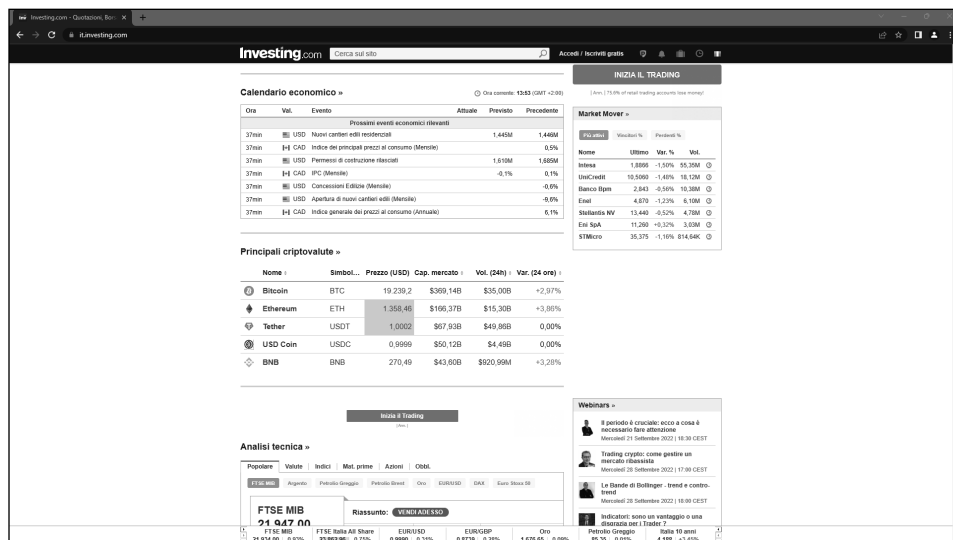 Investing.com - Quotazioni, Bors
it.investing.com
Investing.com
Cerca sul sito
Accedi / Iscriviti gratis
INIZIA IL TRADING
[ Ann. ] 75,6% of retail trading accounts lose money!
Calendario economico »
Ora corrente: 13:53 (GMT +2:00)
Ora Val. Evento Attuale Previsto Precedente
Prossimi eventi economici rilevanti
37min USD Nuovi cantieri edili residenziali 1,445M 1,446M
37min CAD Indice dei principali prezzi al consumo (Mensile) 0,5%
37min USD Permessi di costruzione rilasciati 1,610M 1,685M
37min CAD IPC (Mensile) -0,1% 0,1%
37min USD Concessioni Edilizie (Mensile) -0,6%
37min USD Apertura di nuovi cantieri edili (Mensile) -9,6%
37min CAD Indice generale dei prezzi al consumo (Annuale) 6,1%
Market Mover »
Più attivi Vincitori % Perdenti %
Nome Ultimo Var. % Vol.
Intesa 1,8866 -1,50% 55,35M
UniCredit 10,5060 -1,48% 18,12M
Banco Bpm 2,843 -0,56% 10,38M
Enel 4,870 -1,23% 6,10M
Stellantis NV 13,440 -0,52% 4,78M
Eni SpA 11,260 +0,32% 3,03M
STMicro 35,375 -1,16% 814,64K
Principali criptovalute »
Nome Simbol... Prezzo (USD) Cap. mercato Vol. (24h) Var. (24 ore)
Bitcoin BTC 19.239,2 $369,14B $35,00B +2,97%
Ethereum ETH 1.358,46 $166,37B $15,30B +3,86%
Tether USDT 1,0002 $67,93B $49,86B 0,00%
USD Coin USDC 0,9999 $50,12B $4,49B 0,00%
BNB BNB 270,49 $43,60B $920,99M +3,28%
Inizia il Trading
[Ann.]
Analisi tecnica »
Popolare Valute Indici Mat. prime Azioni Obbl.
FTSE MIB Argento Petrolio Greggio Petrolio Brent Oro EUR/USD DAX Euro Stoxx 50
FTSE MIB
21.947,00
Riassunto: VENDI ADESSO
Webinars »
Il periodo è cruciale: ecco a cosa è
necessario fare attenzione
Mercoledì 21 Settembre 2022 | 18:30 CEST
Trading crypto: come gestire un
mercato ribassista
Mercoledì 28 Settembre 2022 | 17:00 CEST
Le Bande di Bollinger - trend e contro-
trend
Mercoledì 28 Settembre 2022 | 18:00 CEST
Indicatori: sono un vantaggio o una
disgrazia per i Trader ?
FTSE MIB FTSE Italia All Share EUR/USD EUR/GBP Oro Petrolio Greggio Italia 10 anni